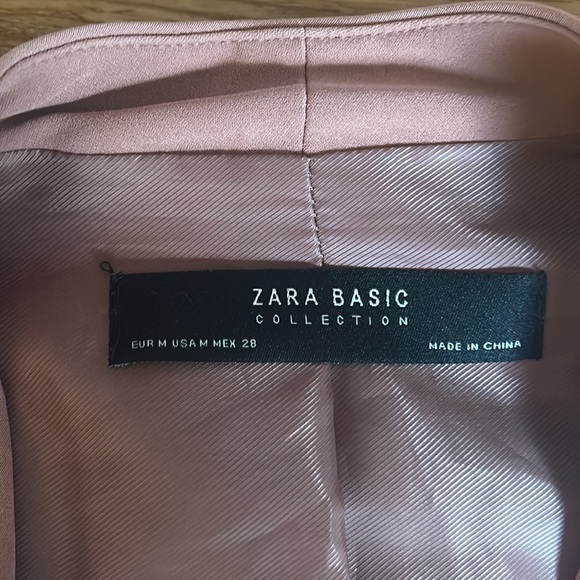 ZARA BASIC
COLLECTION
EUR M USA M MEX 28
MADE IN CHINA